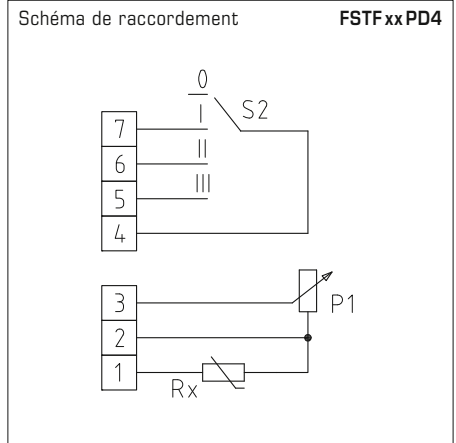 Schéma de raccordement FSTF xx PD4
0
I S2
7
II
6
III
5
4
3
P1
2
1
Rx